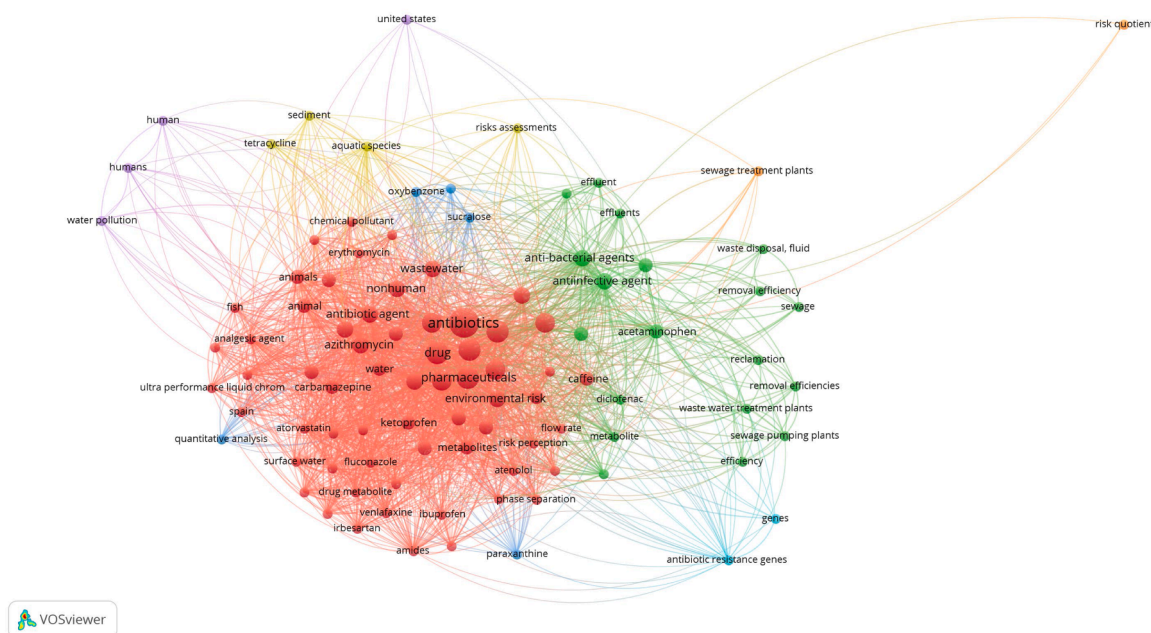 united states
risk quotient
human
sediment
tetracycline
aquatic species
risks assessments
humans
sewage treatment plants
effluent
oxybenzone
effluents
water pollution
chemical pollutant
sucralose
erythromycin
waste disposal, fluid
anti-bacterial agents
wastewater
animals
antiinfective agent
nonhuman
removal efficiency
fish
animal
sewage
antibiotic agent
antibiotics
acetaminophen
analgesic agent
azithromycin
drug
reclamation
water
pharmaceuticals
caffeine
ultra performance liquid chrom
carbamazepine
removal efficiencies
environmental risk
diclofenac
spain
waste water treatment plants
atorvastatin
ketoprofen
flow rate
quantitative analysis
metabolite
sewage pumping plants
risk perception
metabolites
surface water
fluconazole
efficiency
atenolol
drug metabolite
phase separation
venlafaxine
ibuprofen
genes
irbesartan
amides
paraxanthine
antibiotic resistance genes
VOSviewer